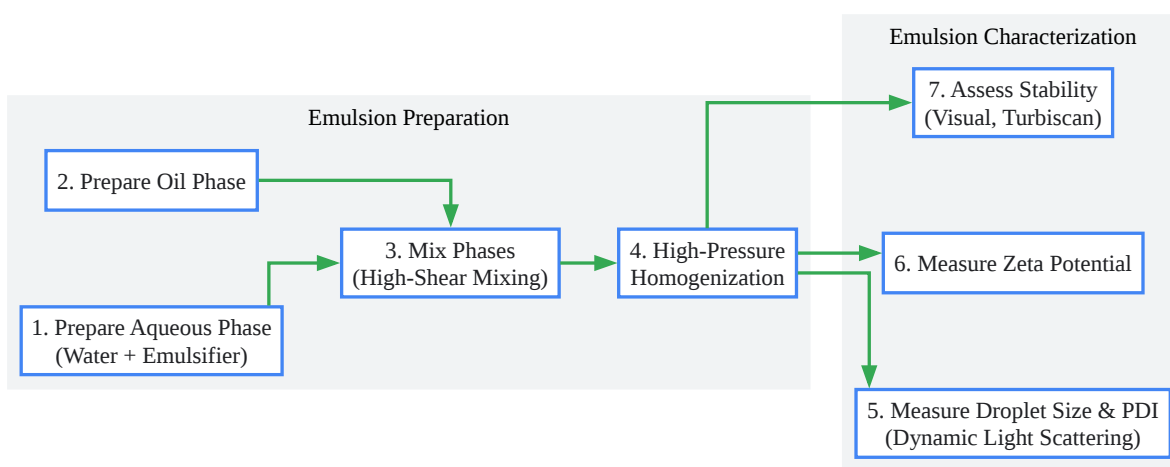 Emulsion Preparation
2. Prepare Oil Phase
1. Prepare Aqueous Phase
(Water + Emulsifier)
3. Mix Phases
(High-Shear Mixing)
4. High-Pressure
Homogenization
Emulsion Characterization
7. Assess Stability
(Visual, Turbiscan)
6. Measure Zeta Potential
5. Measure Droplet Size & PDI
(Dynamic Light Scattering)